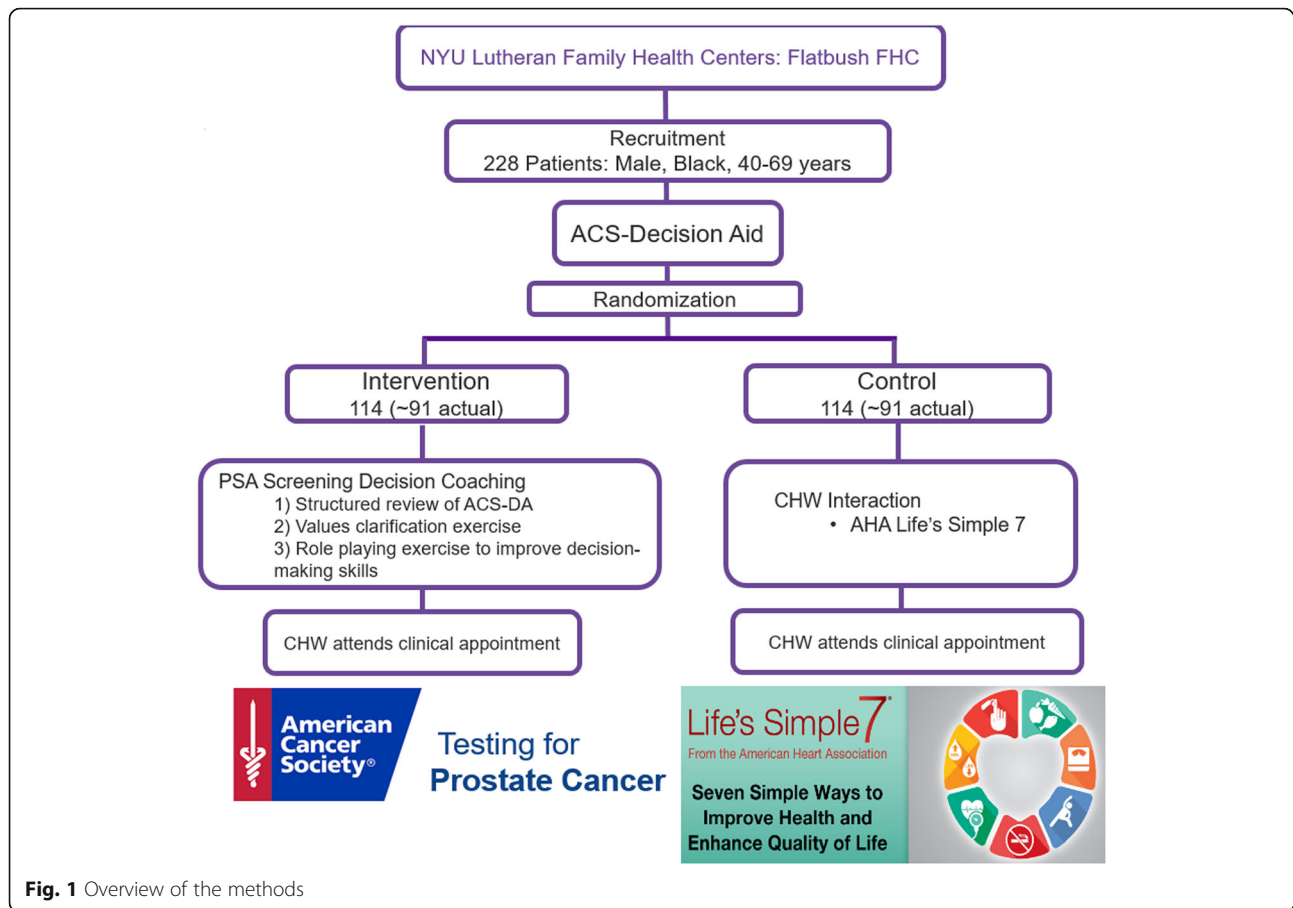 NYU Lutheran Family Health Centers: Flatbush FHC
Recruitment
228 Patients: Male, Black, 40-69 years
ACS-Decision Aid
Randomization
Intervention
114 (~91 actual)
Control
114 (~91 actual)
PSA Screening Decision Coaching
1) Structured review of ACS-DA
2) Values clarification exercise
3) Role playing exercise to improve decision-
making skills
CHW Interaction
• AHA Life's Simple 7
CHW attends clinical appointment
CHW attends clinical appointment
American
Cancer
Society®
Testing for
Prostate Cancer
Life's Simple 7®
From the American Heart Association
Seven Simple Ways to
Improve Health and
Enhance Quality of Life
Fig. 1 Overview of the methods